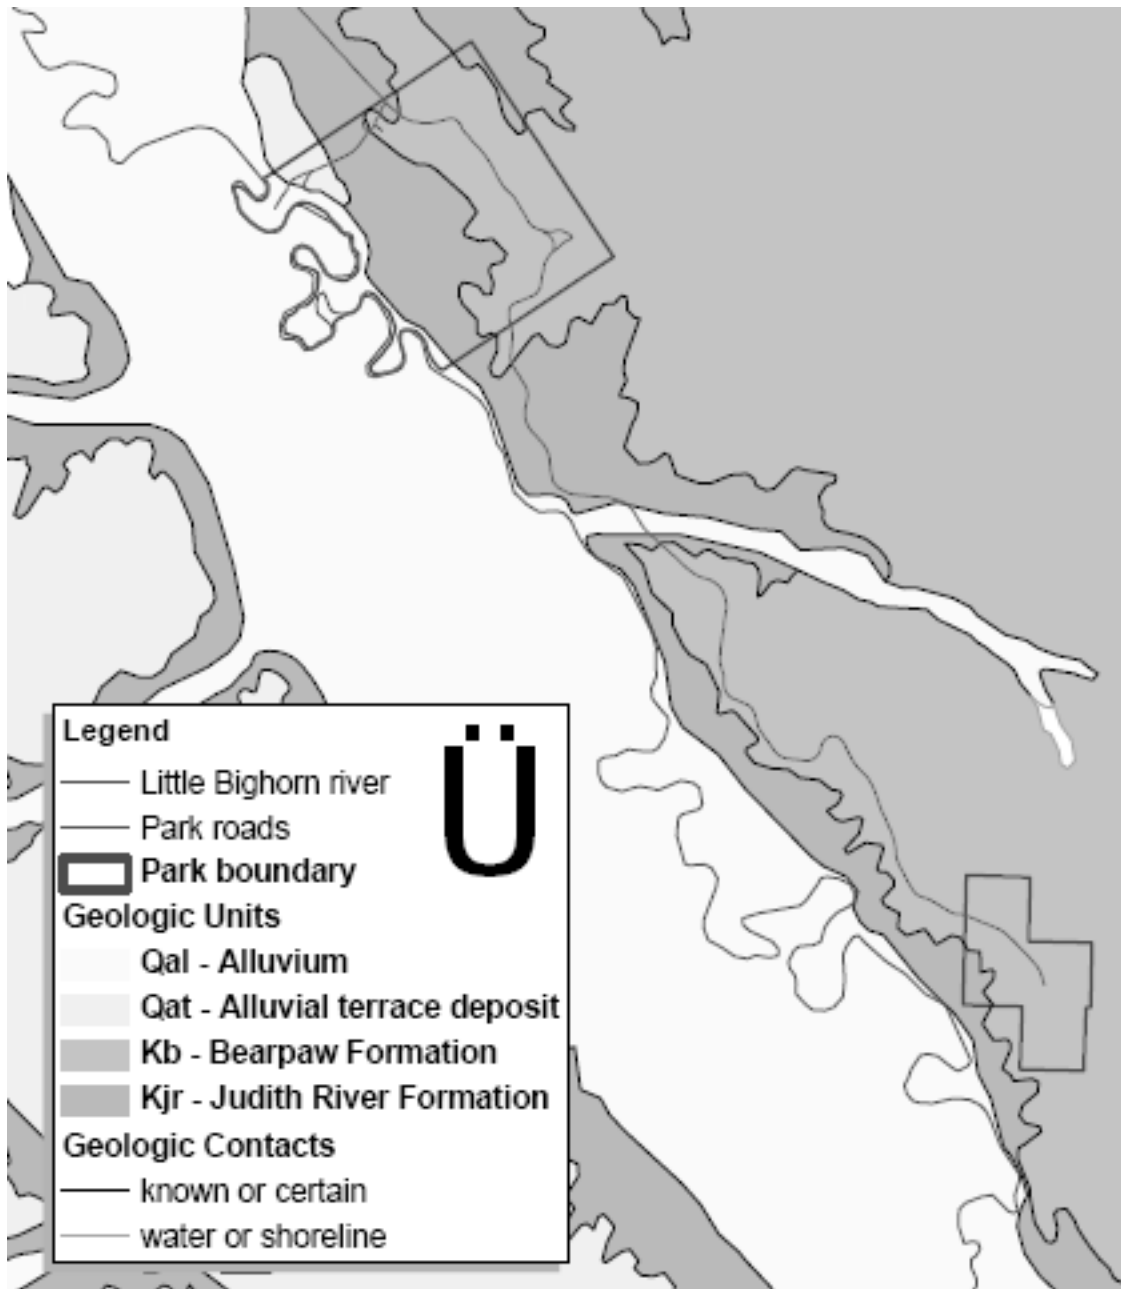 Legend
Ü
Little Bighorn river
Park roads
Park boundary
Geologic Units
Qal - Alluvium
Qat - Alluvial terrace deposit
Kb - Bearpaw Formation
Kjr - Judith River Formation
Geologic Contacts
known or certain
water or shoreline